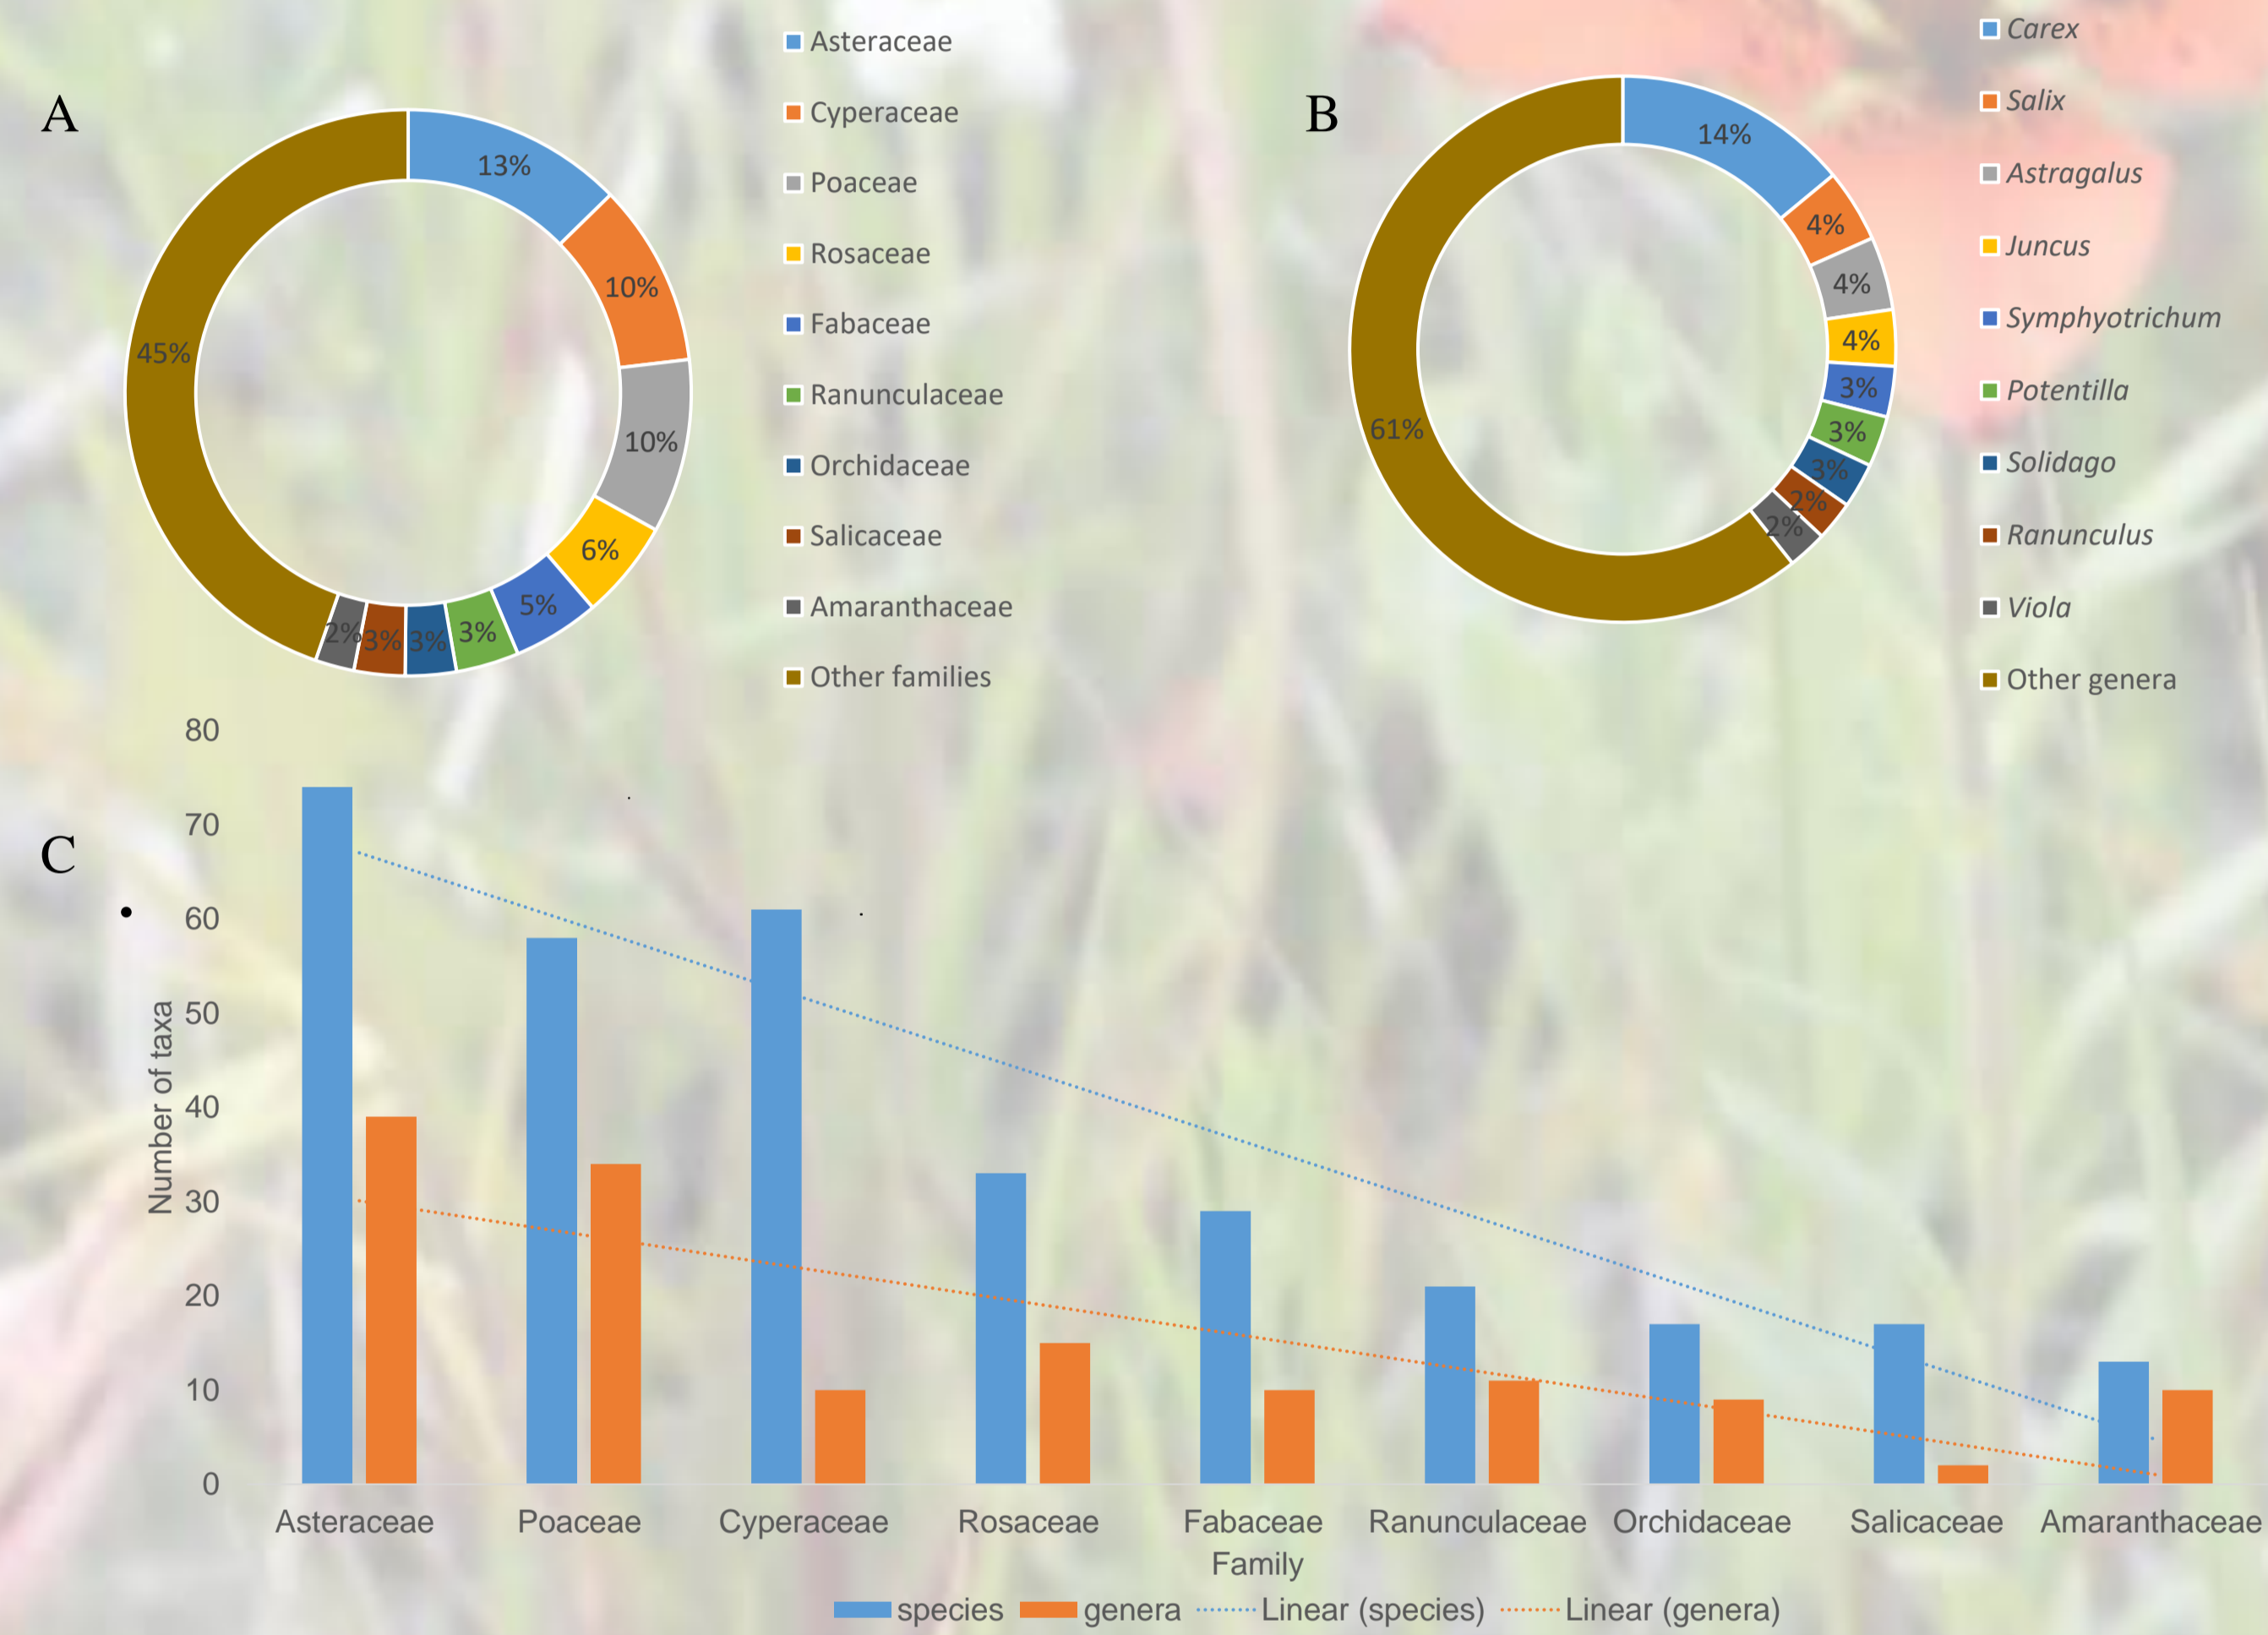 A
13%
10%
10%
6%
5%
3%
3%
3%
2%
45%
Asteraceae
Cyperaceae
Poaceae
Rosaceae
Fabaceae
Ranunculaceae
Orchidaceae
Salicaceae
Amaranthaceae
Other families
B
14%
4%
4%
4%
3%
3%
3%
2%
2%
61%
Carex
Salix
Astragalus
Juncus
Symphyotrichum
Potentilla
Solidago
Ranunculus
Viola
Other genera
C
Number of taxa
80
70
60
50
40
30
20
10
0
Asteraceae Poaceae Cyperaceae Rosaceae Fabaceae Ranunculaceae Orchidaceae Salicaceae Amaranthaceae
Family
species genera Linear (species) Linear (genera)